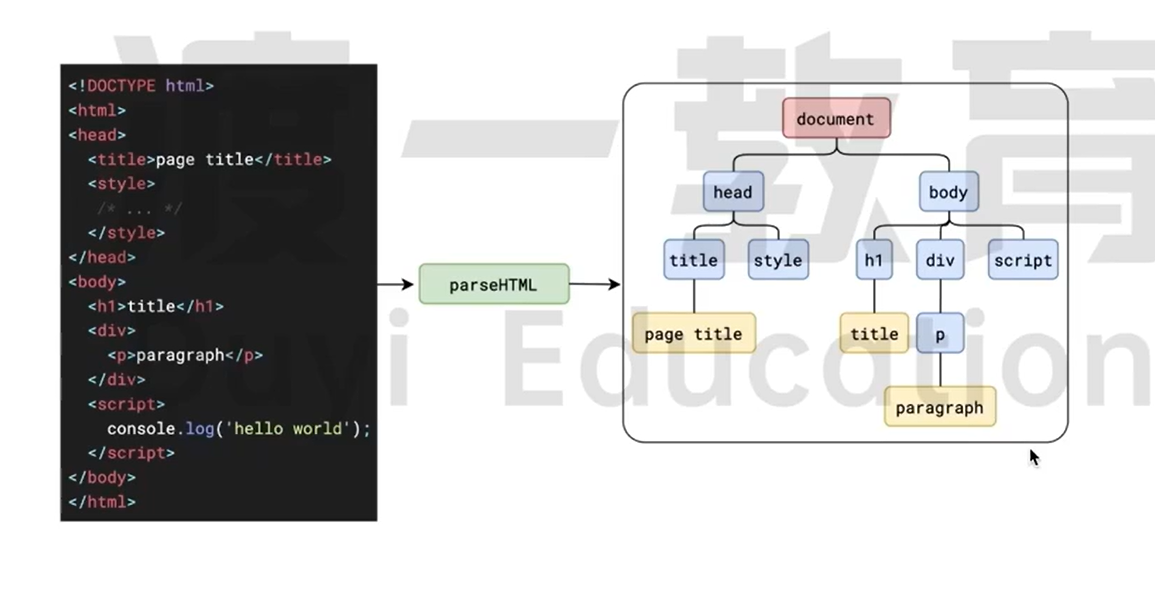 渡一教育
Duyi Education
<!DOCTYPE html>
<html>
<head>
<title>page title</title>
<style>
/* ... */
</style>
</head>
<body>
<h1>title</h1>
<div>
<p>paragraph</p>
</div>
<script>
console.log('hello world');
</script>
</body>
</html>
parseHTML
document
head
body
title
style
h1
div
script
page title
title
p
paragraph